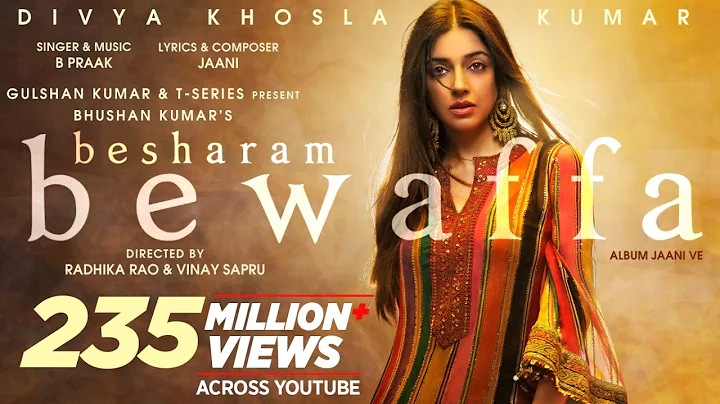 DIVYA KHOSLA KUMAR
SINGER & MUSIC
B PRAAK
LYRICS & COMPOSER
JAANI
GULSHAN KUMAR & T-SERIES PRESENT
BHUSHAN KUMAR'S
besharam
bewaffa
ALBUM JAANI VE
DIRECTED BY
RADHIKA RAO & VINAY SAPRU
235 MILLION+
VIEWS
ACROSS YOUTUBE